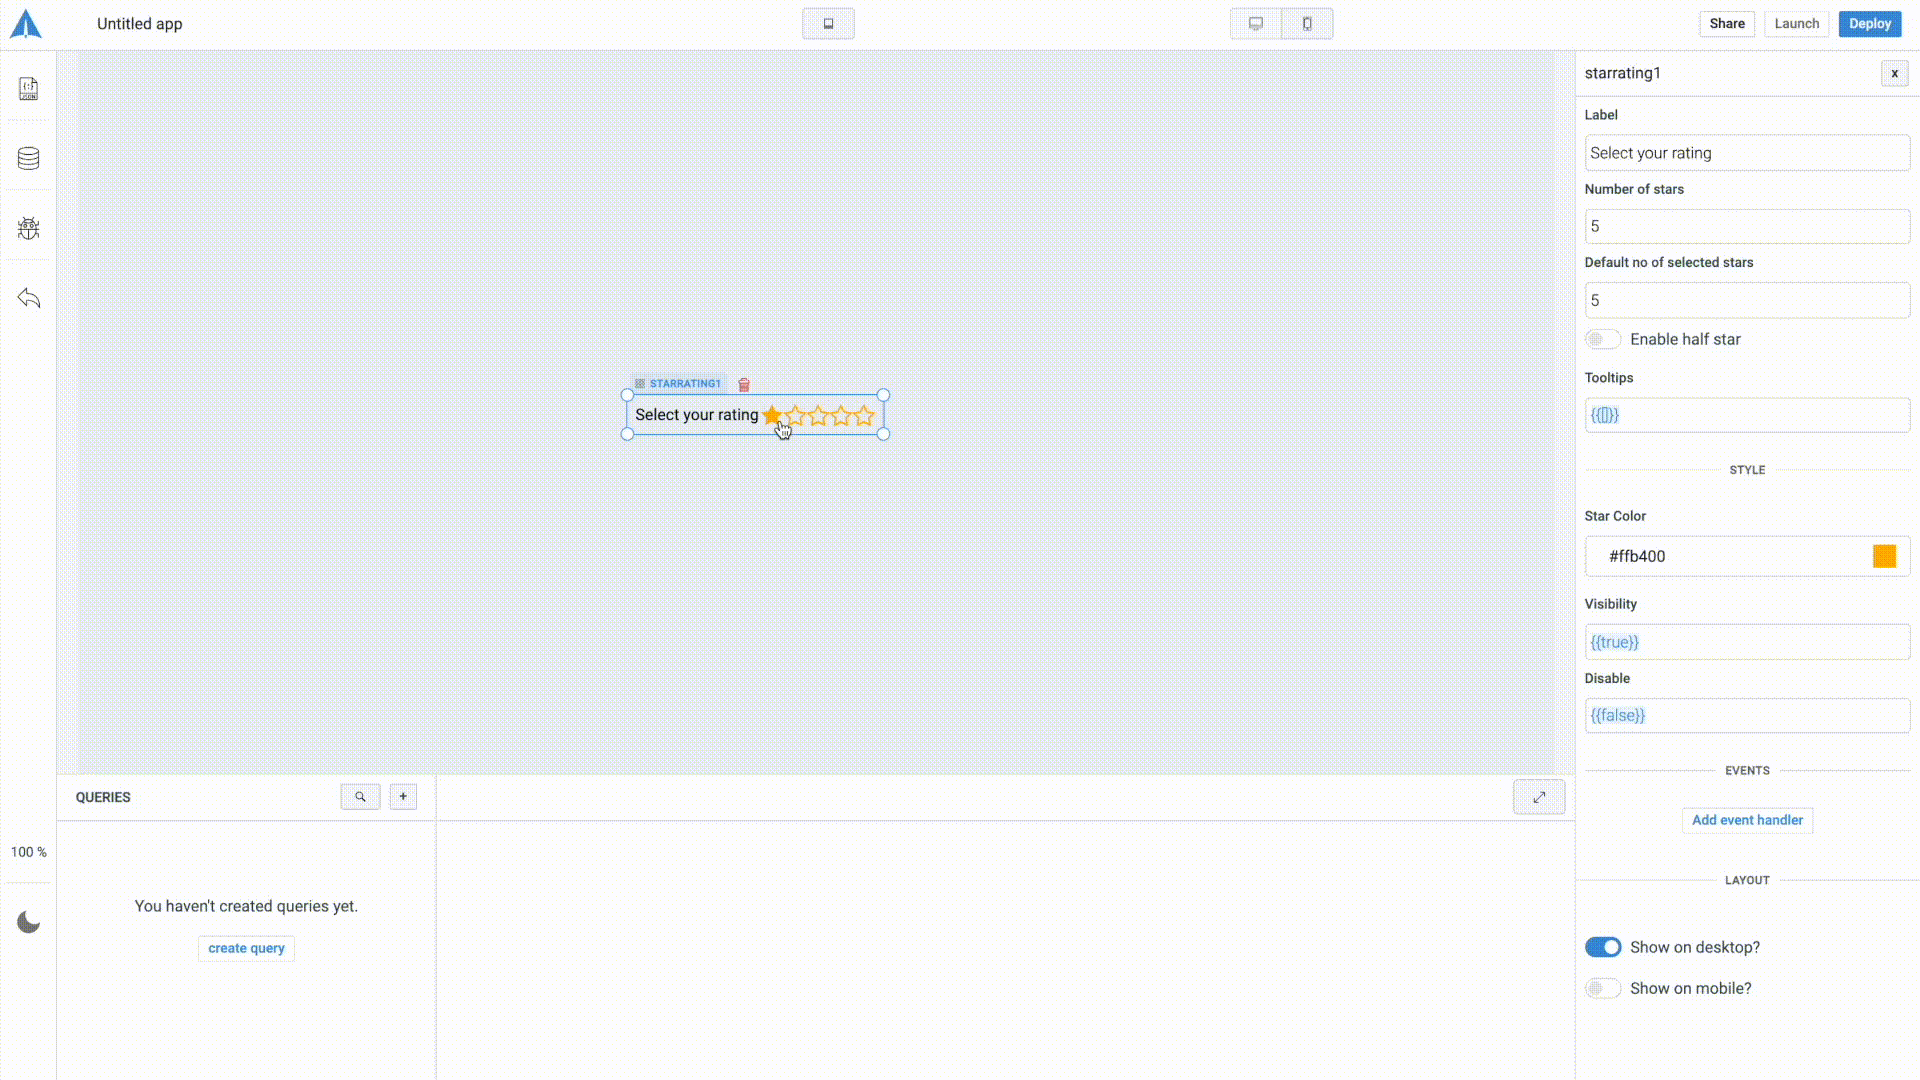 Untitled app
Share
Launch
Deploy
{:}
JSON
100 %
STARRATING1
Select your rating
QUERIES
+
You haven't created queries yet.
create query
starrating1
x
Label
Select your rating
Number of stars
5
Default no of selected stars
5
Enable half star
Tooltips
{{[]}}
STYLE
Star Color
#ffb400
Visibility
{{true}}
Disable
{{false}}
EVENTS
Add event handler
LAYOUT
Show on desktop?
Show on mobile?